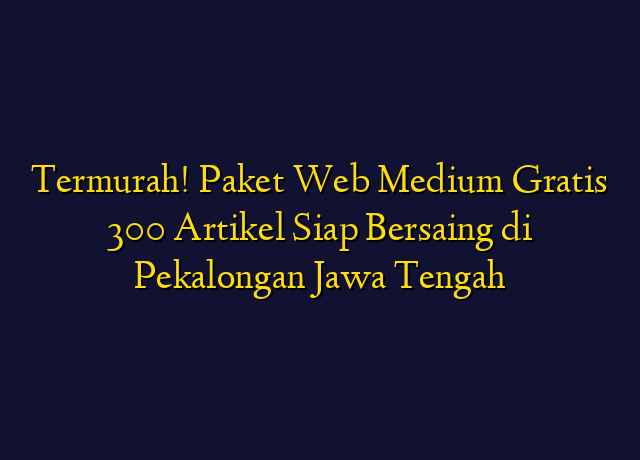 Termurah! Paket Web Medium Gratis
300 Artikel Siap Bersaing di
Pekalongan Jawa Tengah